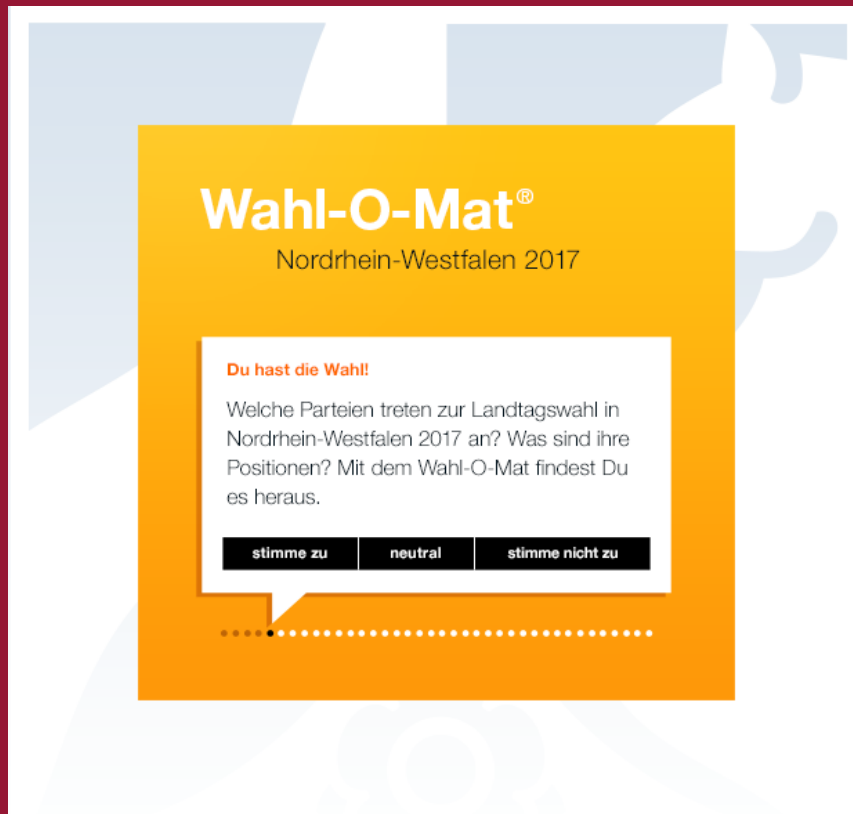 Wahl-O-Mat®
Nordrhein-Westfalen 2017
Du hast die Wahl!
Welche Parteien treten zur Landtagswahl in
Nordrhein-Westfalen 2017 an? Was sind ihre
Positionen? Mit dem Wahl-O-Mat findest Du
es heraus.
stimme zu neutral stimme nicht zu